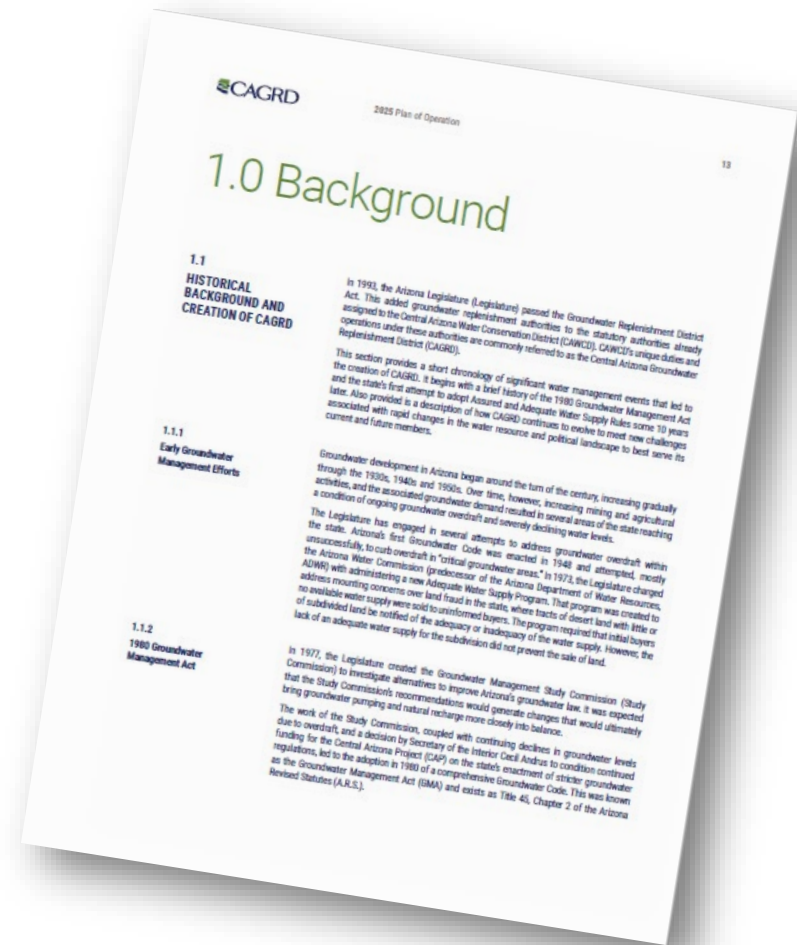 CAGRD
2025 Plan of Operation
13
1.0 Background
1.1
HISTORICAL
BACKGROUND AND
CREATION OF CAGRD
In 1993, the Arizona Legislature (Legislature) passed the Groundwater Replenishment District
Act. This added groundwater replenishment authorities to the statutory authorities already
assigned to the Central Arizona Water Conservation District (CAWCD). CAWCD's unique duties and
operations under these authorities are commonly referred to as the Central Arizona Groundwater
Replenishment District (CAGRD).
This section provides a short chronology of significant water management events that led to
the creation of CAGRD. It begins with a brief history of the 1980 Groundwater Management Act
and the state's first attempt to adopt Assured and Adequate Water Supply Rules some 10 years
later. Also provided is a description of how CAGRD continues to evolve to meet new challenges
associated with rapid changes in the water resource and political landscape to best serve its
current and future members.
1.1.1
Early Groundwater
Management Efforts
Groundwater development in Arizona began around the turn of the century, increasing gradually
through the 1930s, 1940s and 1950s. Over time, however, increasing mining and agricultural
activities, and the associated groundwater demand resulted in several areas of the state reaching
a condition of ongoing groundwater overdraft and severely declining water levels.
The Legislature has engaged in several attempts to address groundwater overdraft within
the state. Arizona's first Groundwater Code was enacted in 1948 and attempted, mostly
unsuccessfully, to curb overdraft in "critical groundwater areas." In 1973, the Legislature charged
the Arizona Water Commission (predecessor of the Arizona Department of Water Resources,
ADWR) with administering a new Adequate Water Supply Program. That program was created to
address mounting concerns over land fraud in the state, where tracts of desert land with little or
no available water supply were sold to uninformed buyers. The program required that initial buyers
of subdivided land be notified of the adequacy or inadequacy of the water supply. However, the
lack of an adequate water supply for the subdivision did not prevent the sale of land.
1.1.2
1980 Groundwater
Management Act
In 1977, the Legislature created the Groundwater Management Study Commission (Study
Commission) to investigate alternatives to improve Arizona's groundwater law. It was expected
that the Study Commission's recommendations would generate changes that would ultimately
bring groundwater pumping and natural recharge more closely into balance.
The work of the Study Commission, coupled with continuing declines in groundwater levels
due to overdraft, and a decision by Secretary of the Interior Cecil Andrus to condition continued
funding for the Central Arizona Project (CAP) on the state's enactment of stricter groundwater
regulations, led to the adoption in 1980 of a comprehensive Groundwater Code. This was known
as the Groundwater Management Act (GMA) and exists as Title 45, Chapter 2 of the Arizona
Revised Statutes (A.R.S.).